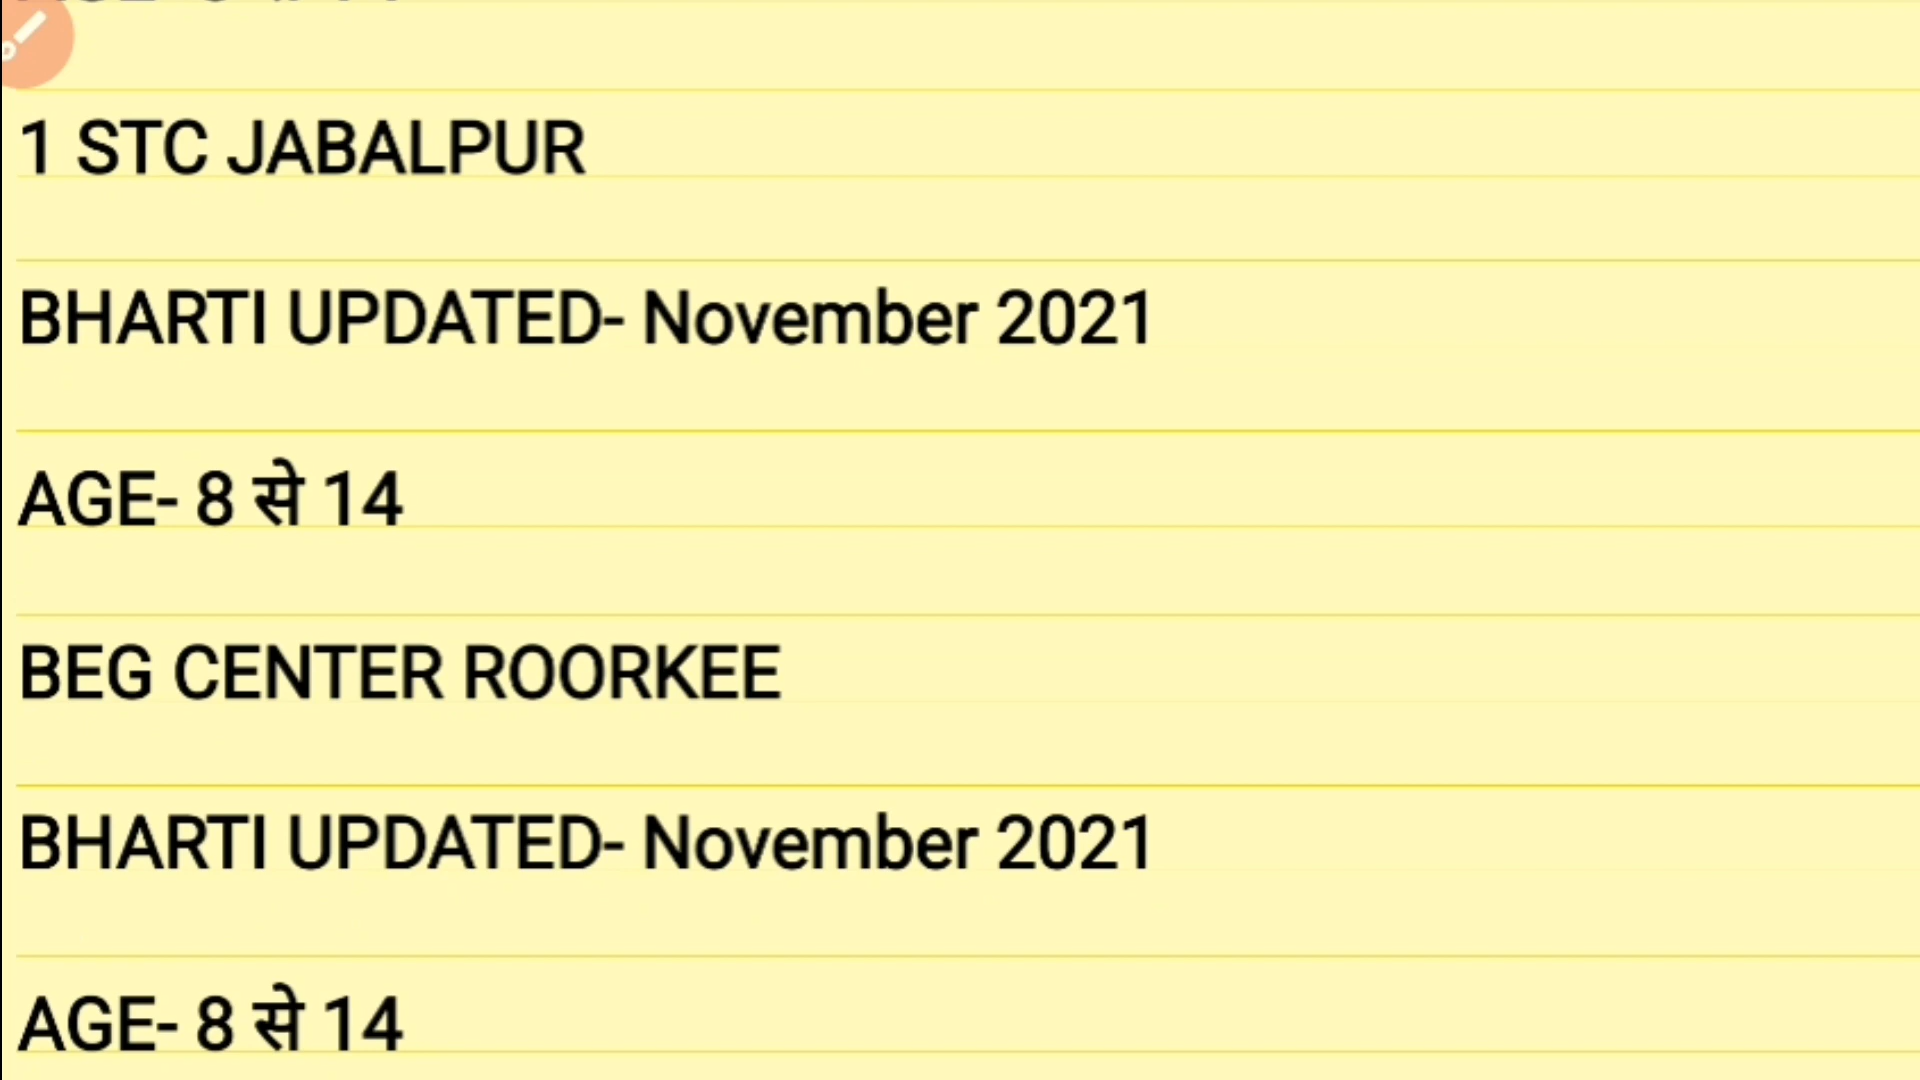 1 STC JABALPUR
BHARTI UPDATED- November 2021
AGE- 8 से 14
BEG CENTER ROORKEE
BHARTI UPDATED- November 2021
AGE- 8 से 14